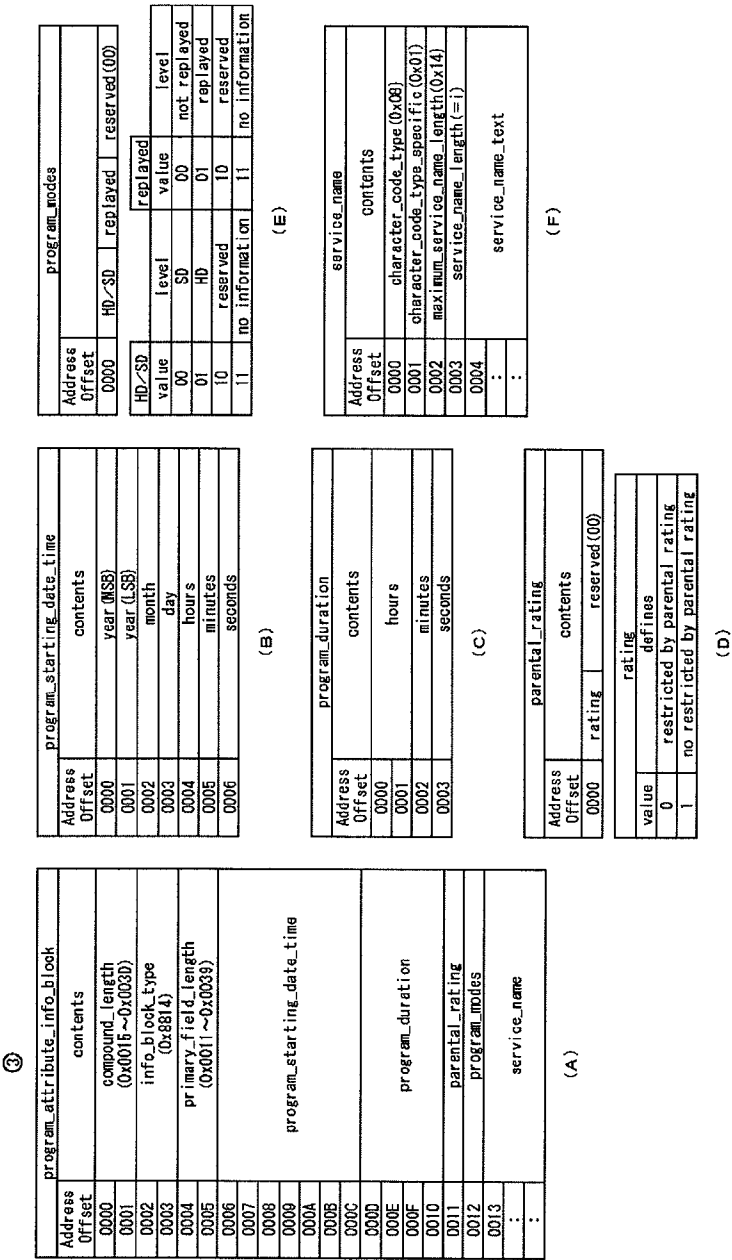 ③
program_attribute_info_block
Address Offset contents
0000 compound_length
0001 (0x0015~0x003D)
0002 info_block_type
0003 (0x8814)
0004 primary_field_length
0005 (0x0011~0x0039)
0006
0007
0008
0009 program_starting_date_time
000A
000B
000C
000D
000E program_duration
000F
0010
0011 parental_rating
0012 program_modes
0013 service_name
:
:
(A)
program_starting_date_time
Address Offset contents
0000 year(MSB)
0001 year(LSB)
0002 month
0003 day
0004 hours
0005 minutes
0006 seconds
(B)
program_duration
Address Offset contents
0000 hours
0001
0002 minutes
0003 seconds
(C)
parental_rating
Address Offset contents
0000 rating reserved(00)
rating
value defines
0 restricted by parental rating
1 no restricted by parental rating
(D)
program_modes
Address Offset
0000 HD/SD replayed reserved(00)
HD/SD replayed
value level value level
00 SD 00 not replayed
01 HD 01 replayed
10 reserved 10 reserved
11 no information 11 no information
(E)
service_name
Address Offset contents
0000 character_code_type(0x08)
0001 character_code_type_specific(0x01)
0002 maximum_service_name_length(0x14)
0003 service_name_length(=i)
0004 service_name_text
:
:
(F)